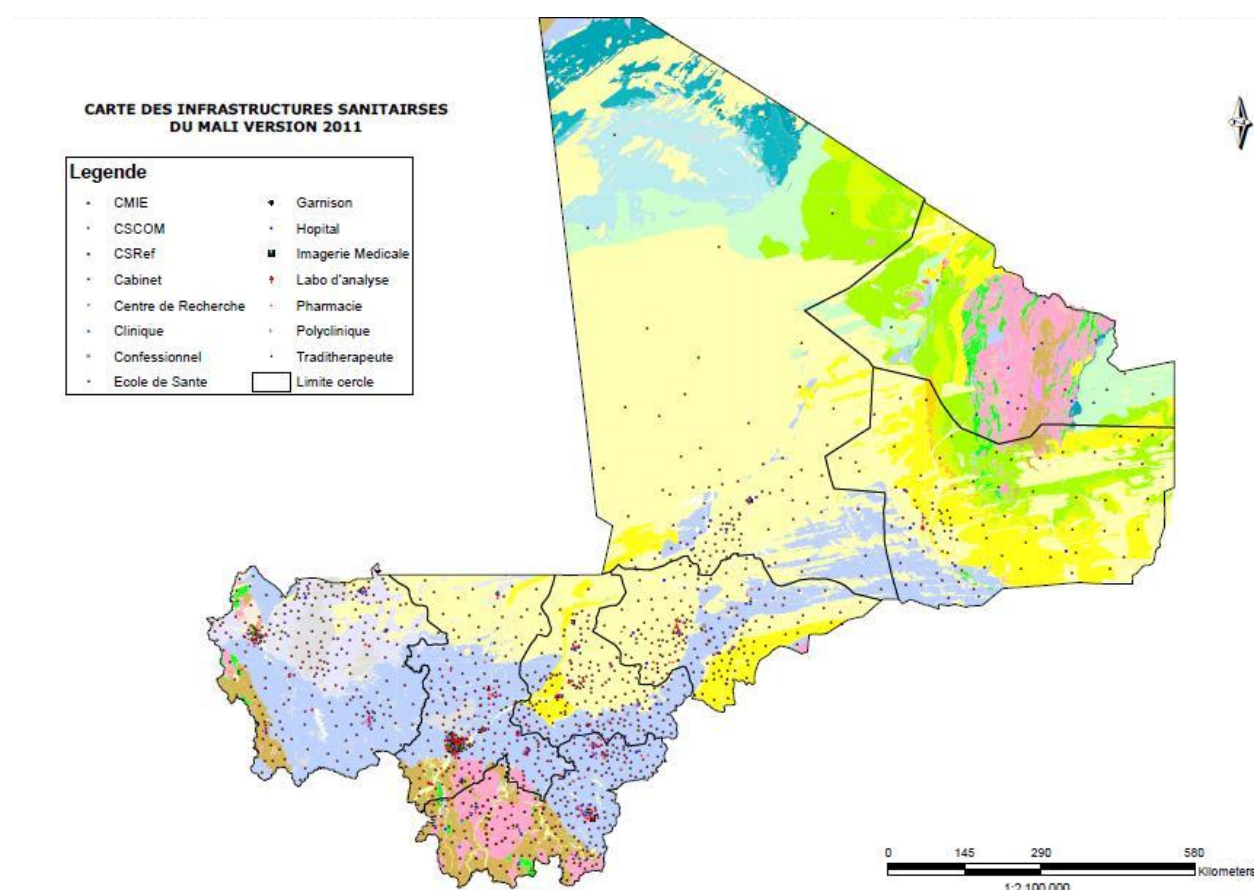 CARTE DES INFRASTRUCTURES SANITAIRSES
DU MALI VERSION 2011
Legende
CMIE
CSCOM
CSRef
Cabinet
Centre de Recherche
Clinique
Confessionnel
Ecole de Sante
Garnison
Hopital
Imagerie Medicale
Labo d'analyse
Pharmacie
Polyclinique
Traditherapeute
Limite cercle
0 145 290 580
Kilometers
1:2 100 000